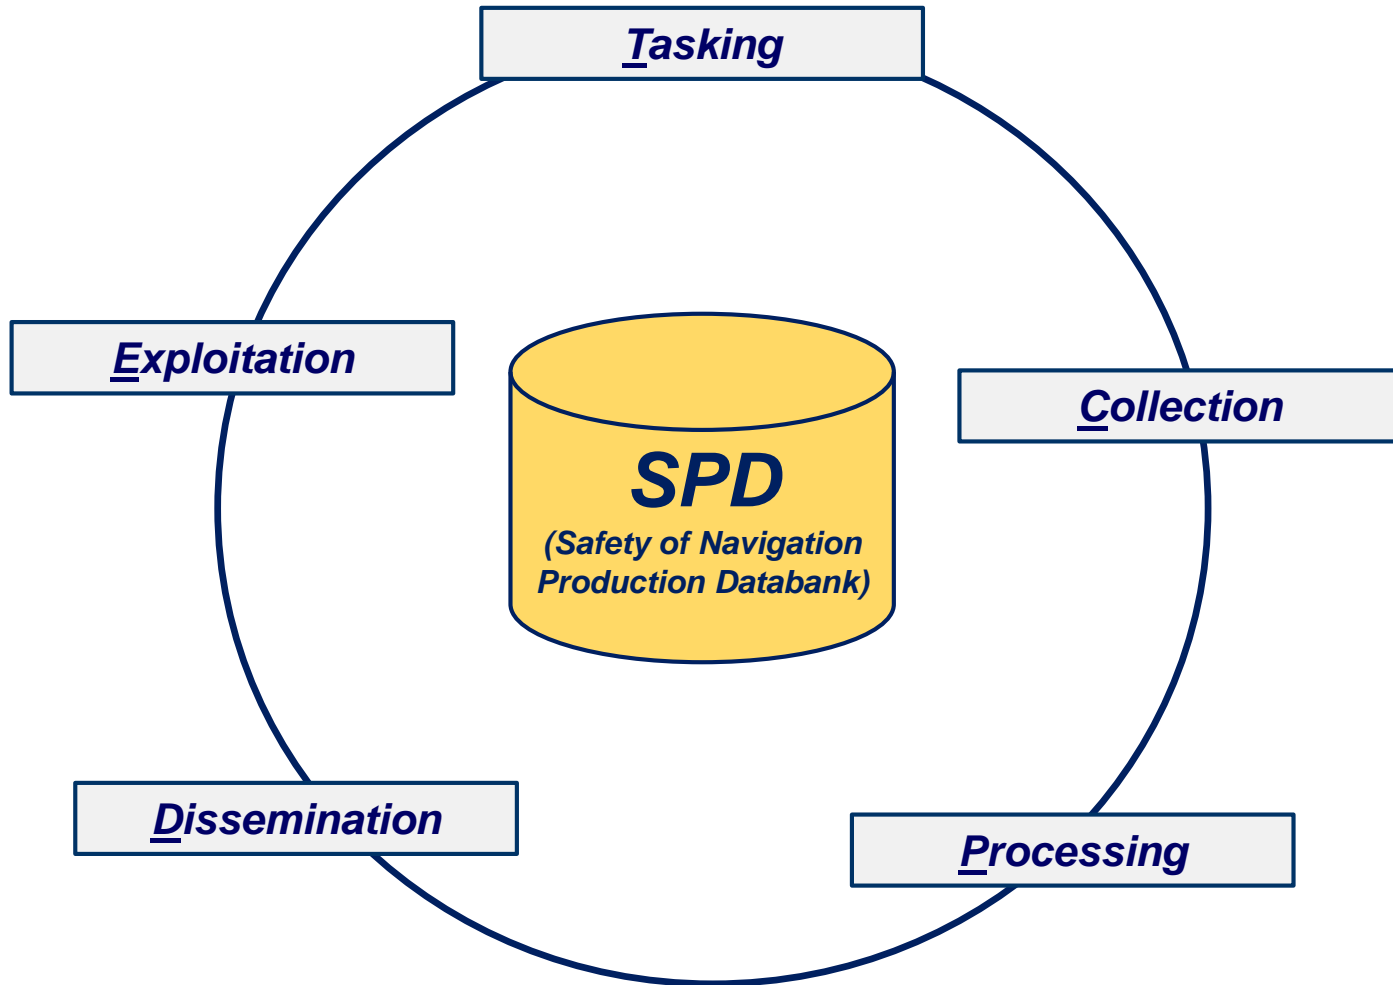 Tasking
Exploitation
Collection
SPD
(Safety of Navigation
Production Databank)
Dissemination
Processing